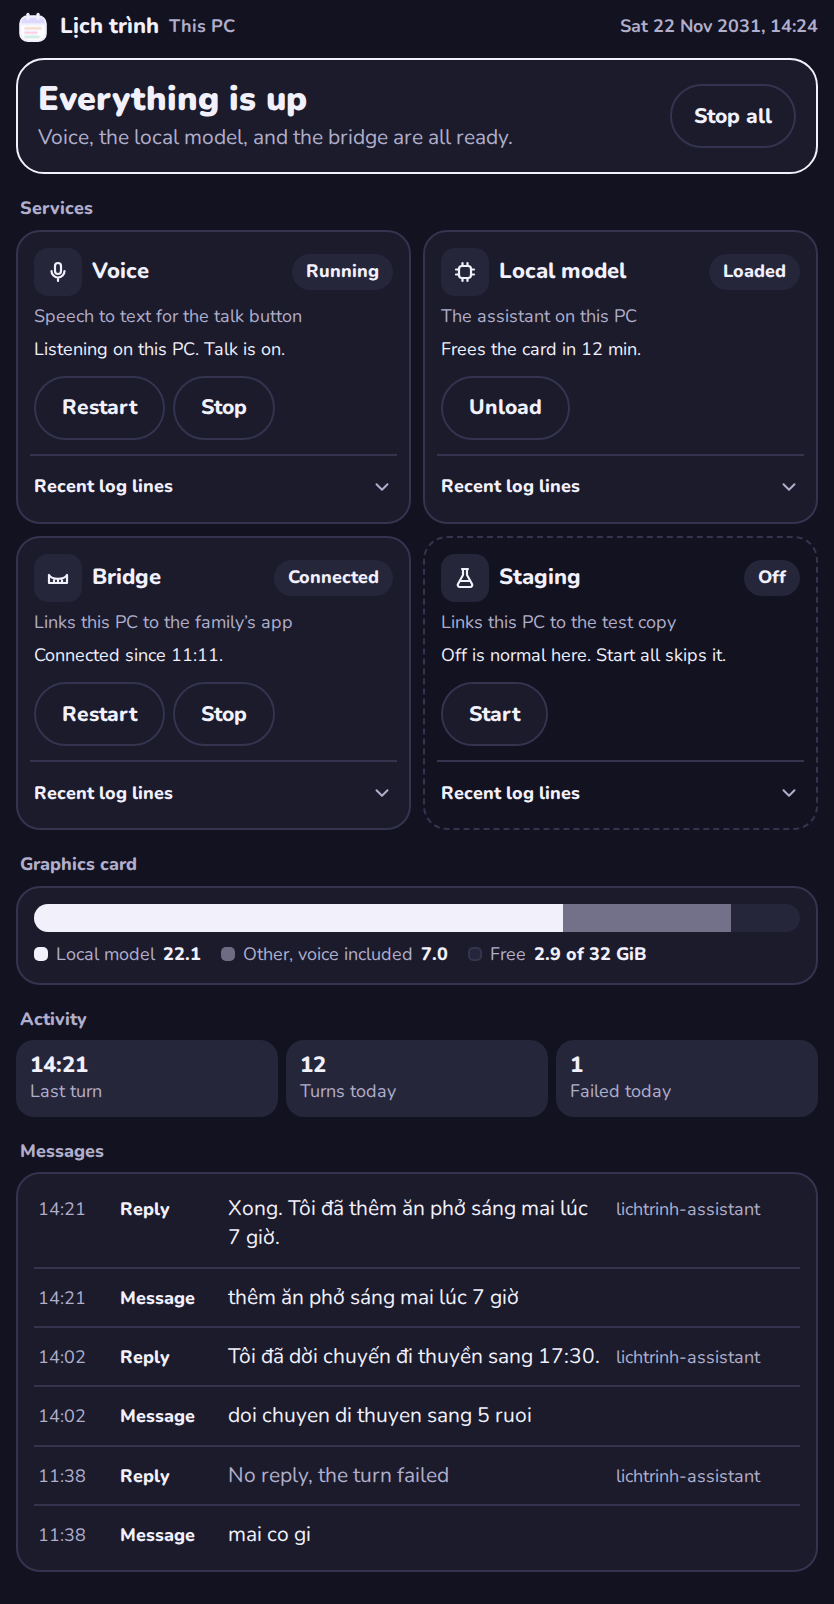 Lịch trình This PC
Sat 22 Nov 2031, 14:24
Everything is up
Voice, the local model, and the bridge are all ready.
Stop all
Services
Voice
Running
Speech to text for the talk button
Listening on this PC. Talk is on.
Restart
Stop
Recent log lines
Local model
Loaded
The assistant on this PC
Frees the card in 12 min.
Unload
Recent log lines
Bridge
Connected
Links this PC to the family’s app
Connected since 11:11.
Restart
Stop
Recent log lines
Staging
Off
Links this PC to the test copy
Off is normal here. Start all skips it.
Start
Recent log lines
Graphics card
Local model 22.1
Other, voice included 7.0
Free 2.9 of 32 GiB
Activity
14:21
Last turn
12
Turns today
1
Failed today
Messages
14:21 Reply Xong. Tôi đã thêm ăn phở sáng mai lúc lichtrinh-assistant
7 giờ.
14:21 Message thêm ăn phở sáng mai lúc 7 giờ
14:02 Reply Tôi đã dời chuyến đi thuyền sang 17:30. lichtrinh-assistant
14:02 Message doi chuyen di thuyen sang 5 ruoi
11:38 Reply No reply, the turn failed lichtrinh-assistant
11:38 Message mai co gi